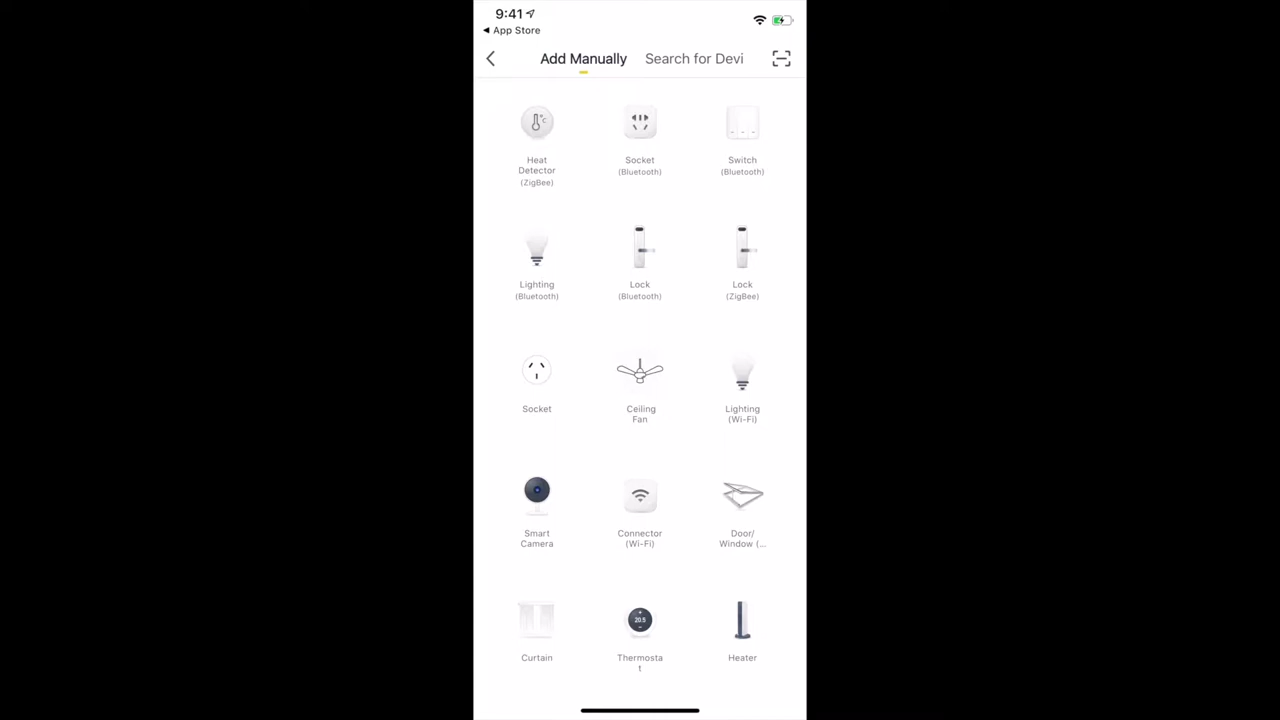 9:41
App Store
Add Manually Search for Devi
°C
Heat
Detector
(ZigBee)
Socket
(Bluetooth)
Switch
(Bluetooth)
Lighting
(Bluetooth)
Lock
(Bluetooth)
Lock
(ZigBee)
Socket
Ceiling
Fan
Lighting
(Wi-Fi)
Smart
Camera
Connector
(Wi-Fi)
Door/
Window (...
20.5
Curtain
Thermosta
t
Heater